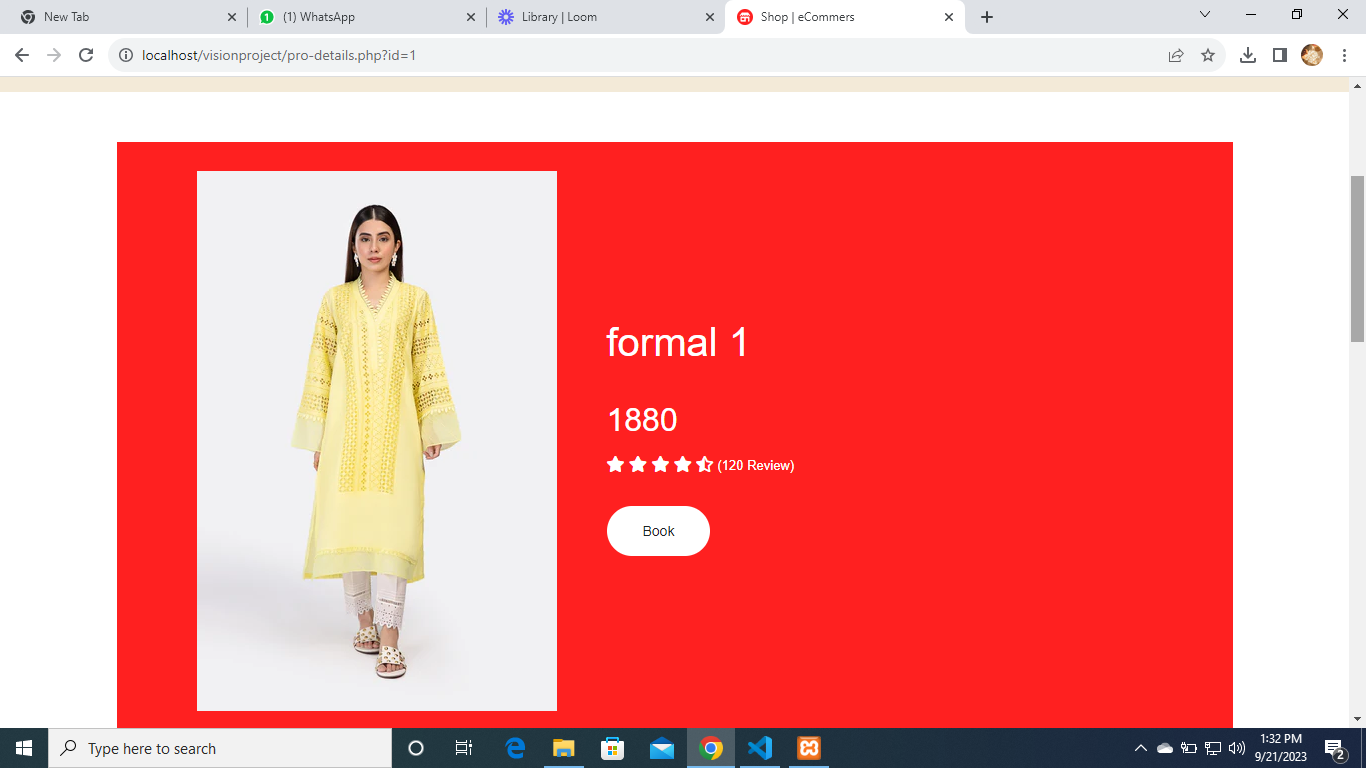 New Tab
(1) WhatsApp
Library | Loom
Shop | eCommers
localhost/visionproject/pro-details.php?id=1
formal 1
1880
(120 Review)
Book
Type here to search
1:32 PM
9/21/2023
2